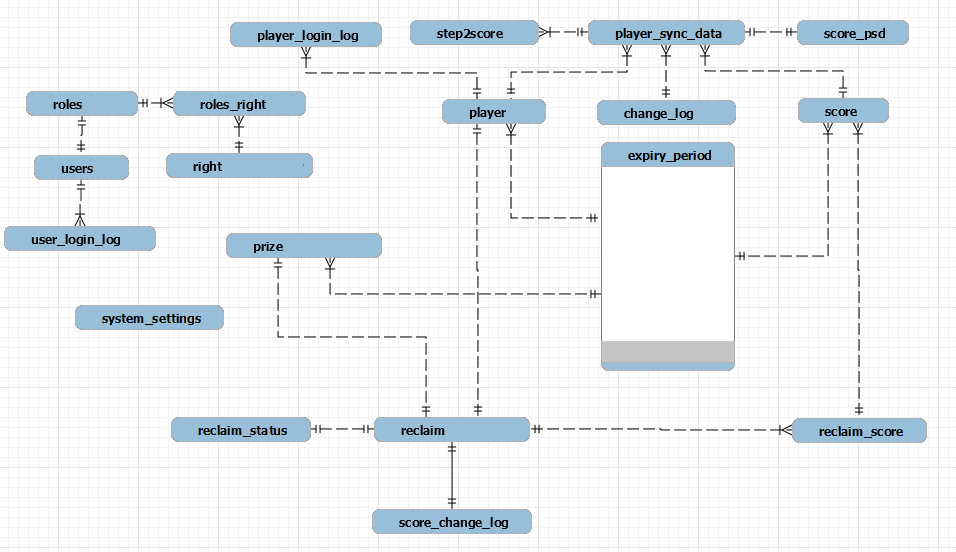 player_login_log
step2score
player_sync_data
score_psd
roles
roles_right
player
change_log
score
expiry_period
users
right
user_login_log
prize
system_settings
reclaim_status
reclaim
reclaim_score
score_change_log